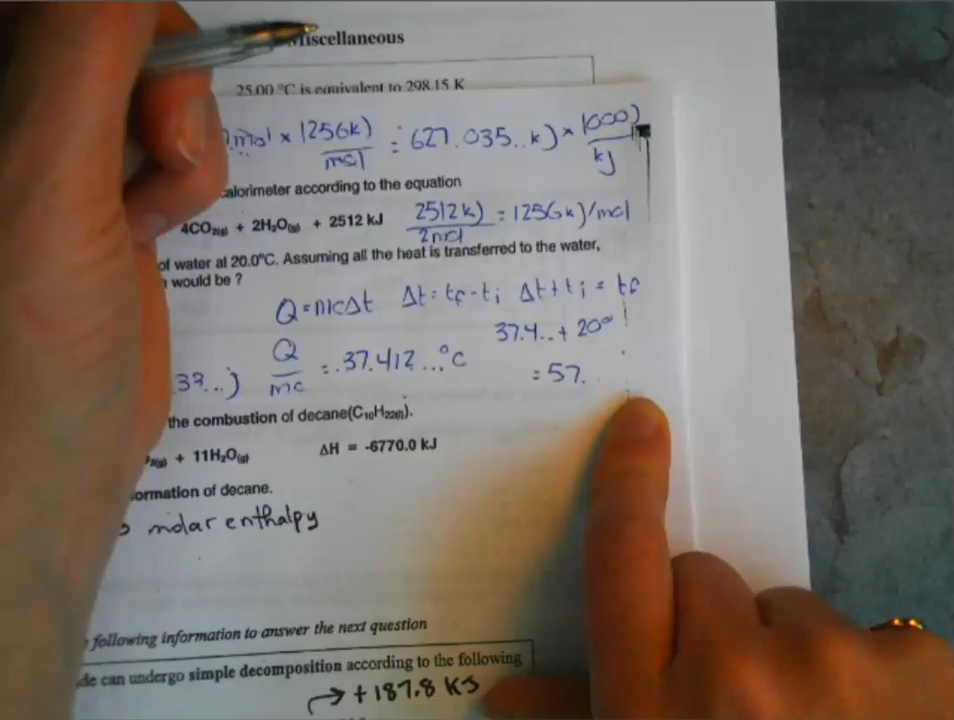 Miscellaneous
25.00 °C is equivalent to 298.15 K
mol × 1256kJ/mol = 627.035..kJ × 1000J/kJ
calorimeter according to the equation
4CO₂(g) + 2H₂O(g) + 2512 kJ 2512kJ/2mol = 1256kJ/mol
of water at 20.0°C. Assuming all the heat is transferred to the water,
would be ?
Q=mcΔt Δt=tf-ti Δt+ti=tf
37.4...+20°
Q/mc = 37.412...°C
=57.
the combustion of decane(C₁₀H₂₂(l)).
+ 11H₂O(g) ΔH = -6770.0 kJ
ormation of decane.
molar enthalpy
following information to answer the next question
de can undergo simple decomposition according to the following
→ +187.8 KJ